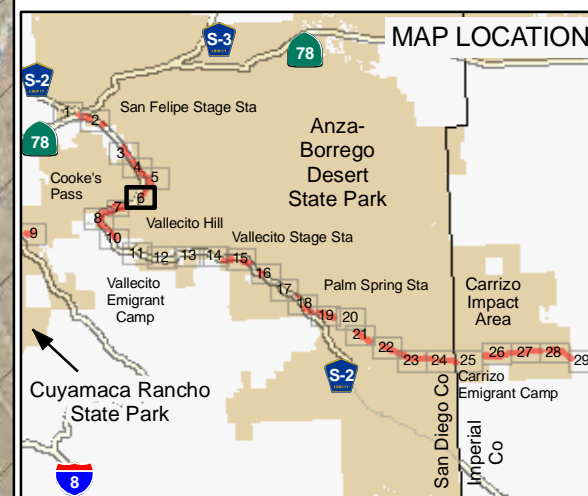 MAP LOCATION
S-3
COUNTY
78
S-2
COUNTY
78
1
2
San Felipe Stage Sta
3
4
5
6
Cooke's
Pass
7
8
Vallecito Hill
Anza-
Borrego
Desert
State Park
9
10
11
12
13
14
15
Vallecito Stage Sta
Vallecito
Emigrant
Camp
16
17
18
19
20
Palm Spring Sta
21
22
23
24
25
26
27
28
29
Carrizo
Impact
Area
Carrizo
Emigrant Camp
S-2
COUNTY
San Diego Co
Imperial
Co
Cuyamaca Rancho
State Park
8